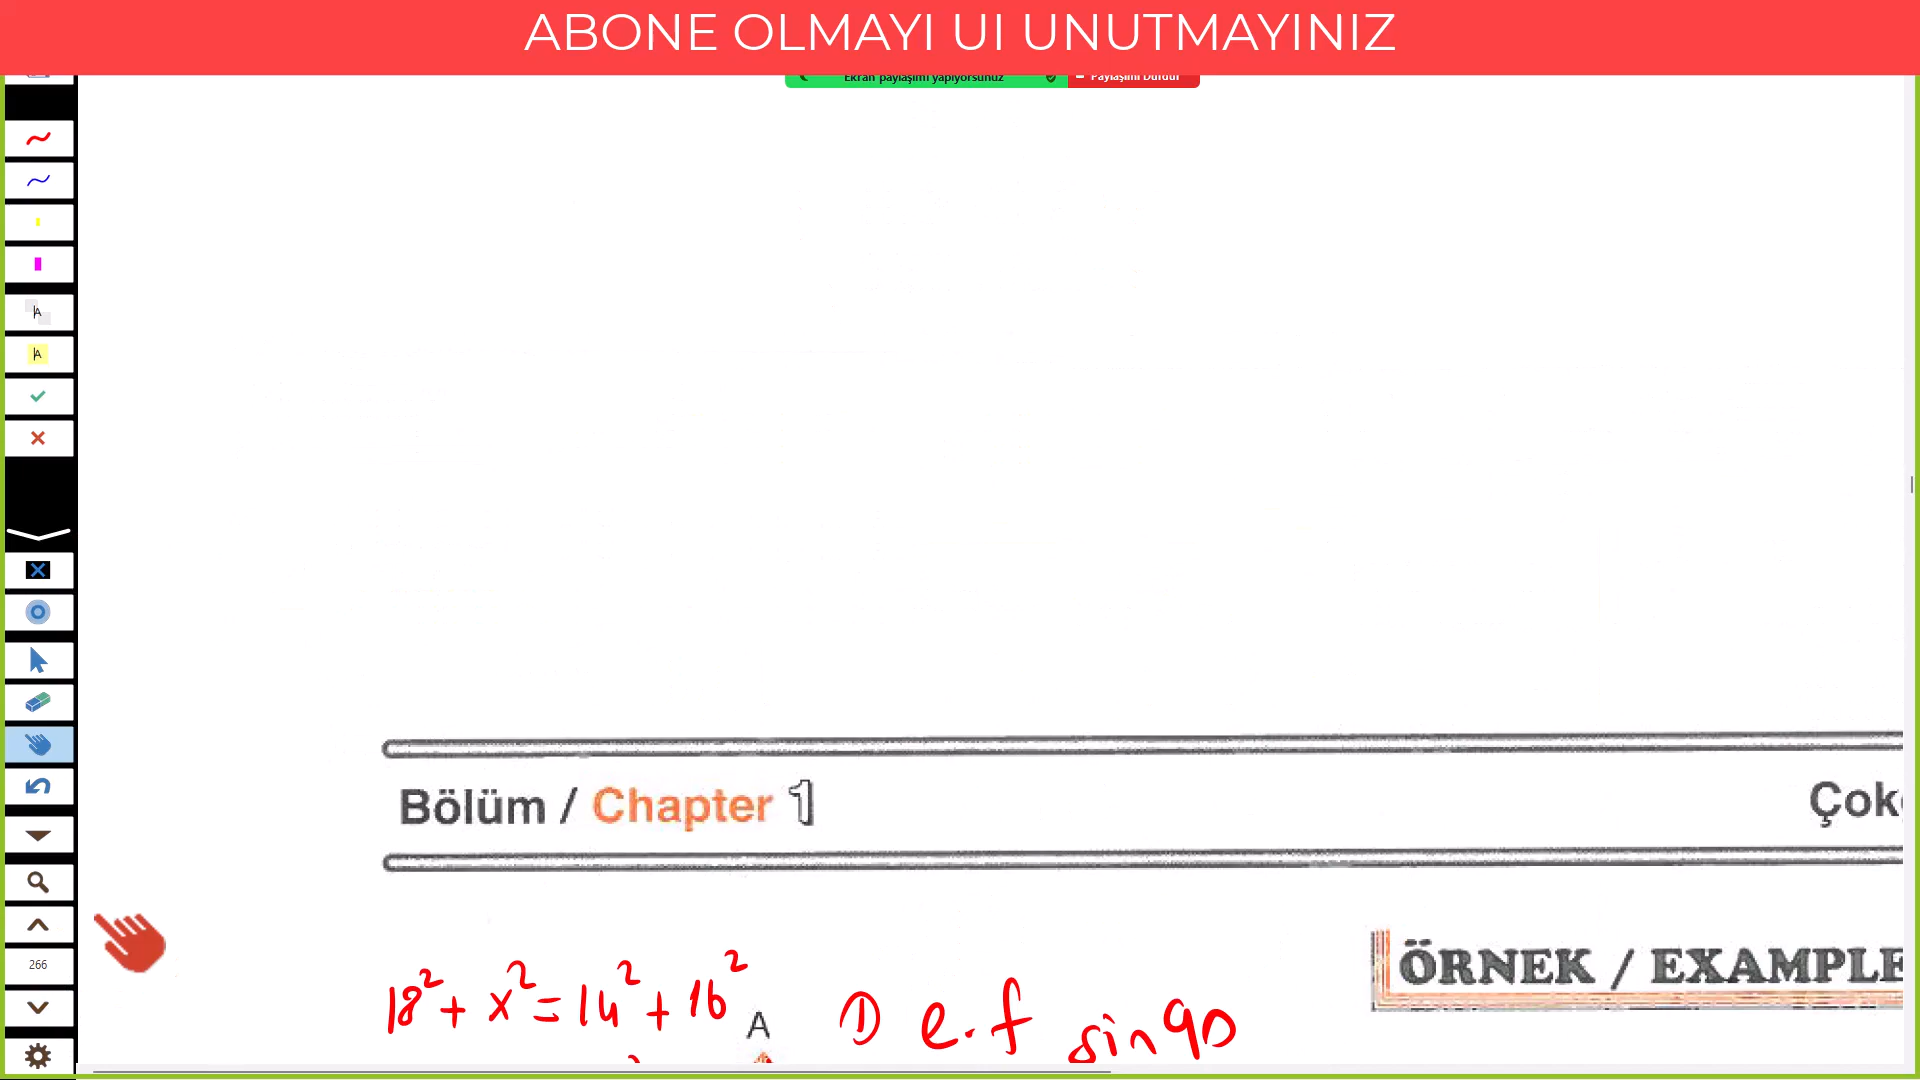 ABONE OLMAYI UI UNUTMAYINIZ
Ekran paylaşımı yapıyorsunuz
Paylaşımı Durdur
A
A
266
Bölüm / Chapter 1
Çok
ÖRNEK / EXAMPLE
18² + x² = 14² + 16²
A
① e.f sin90